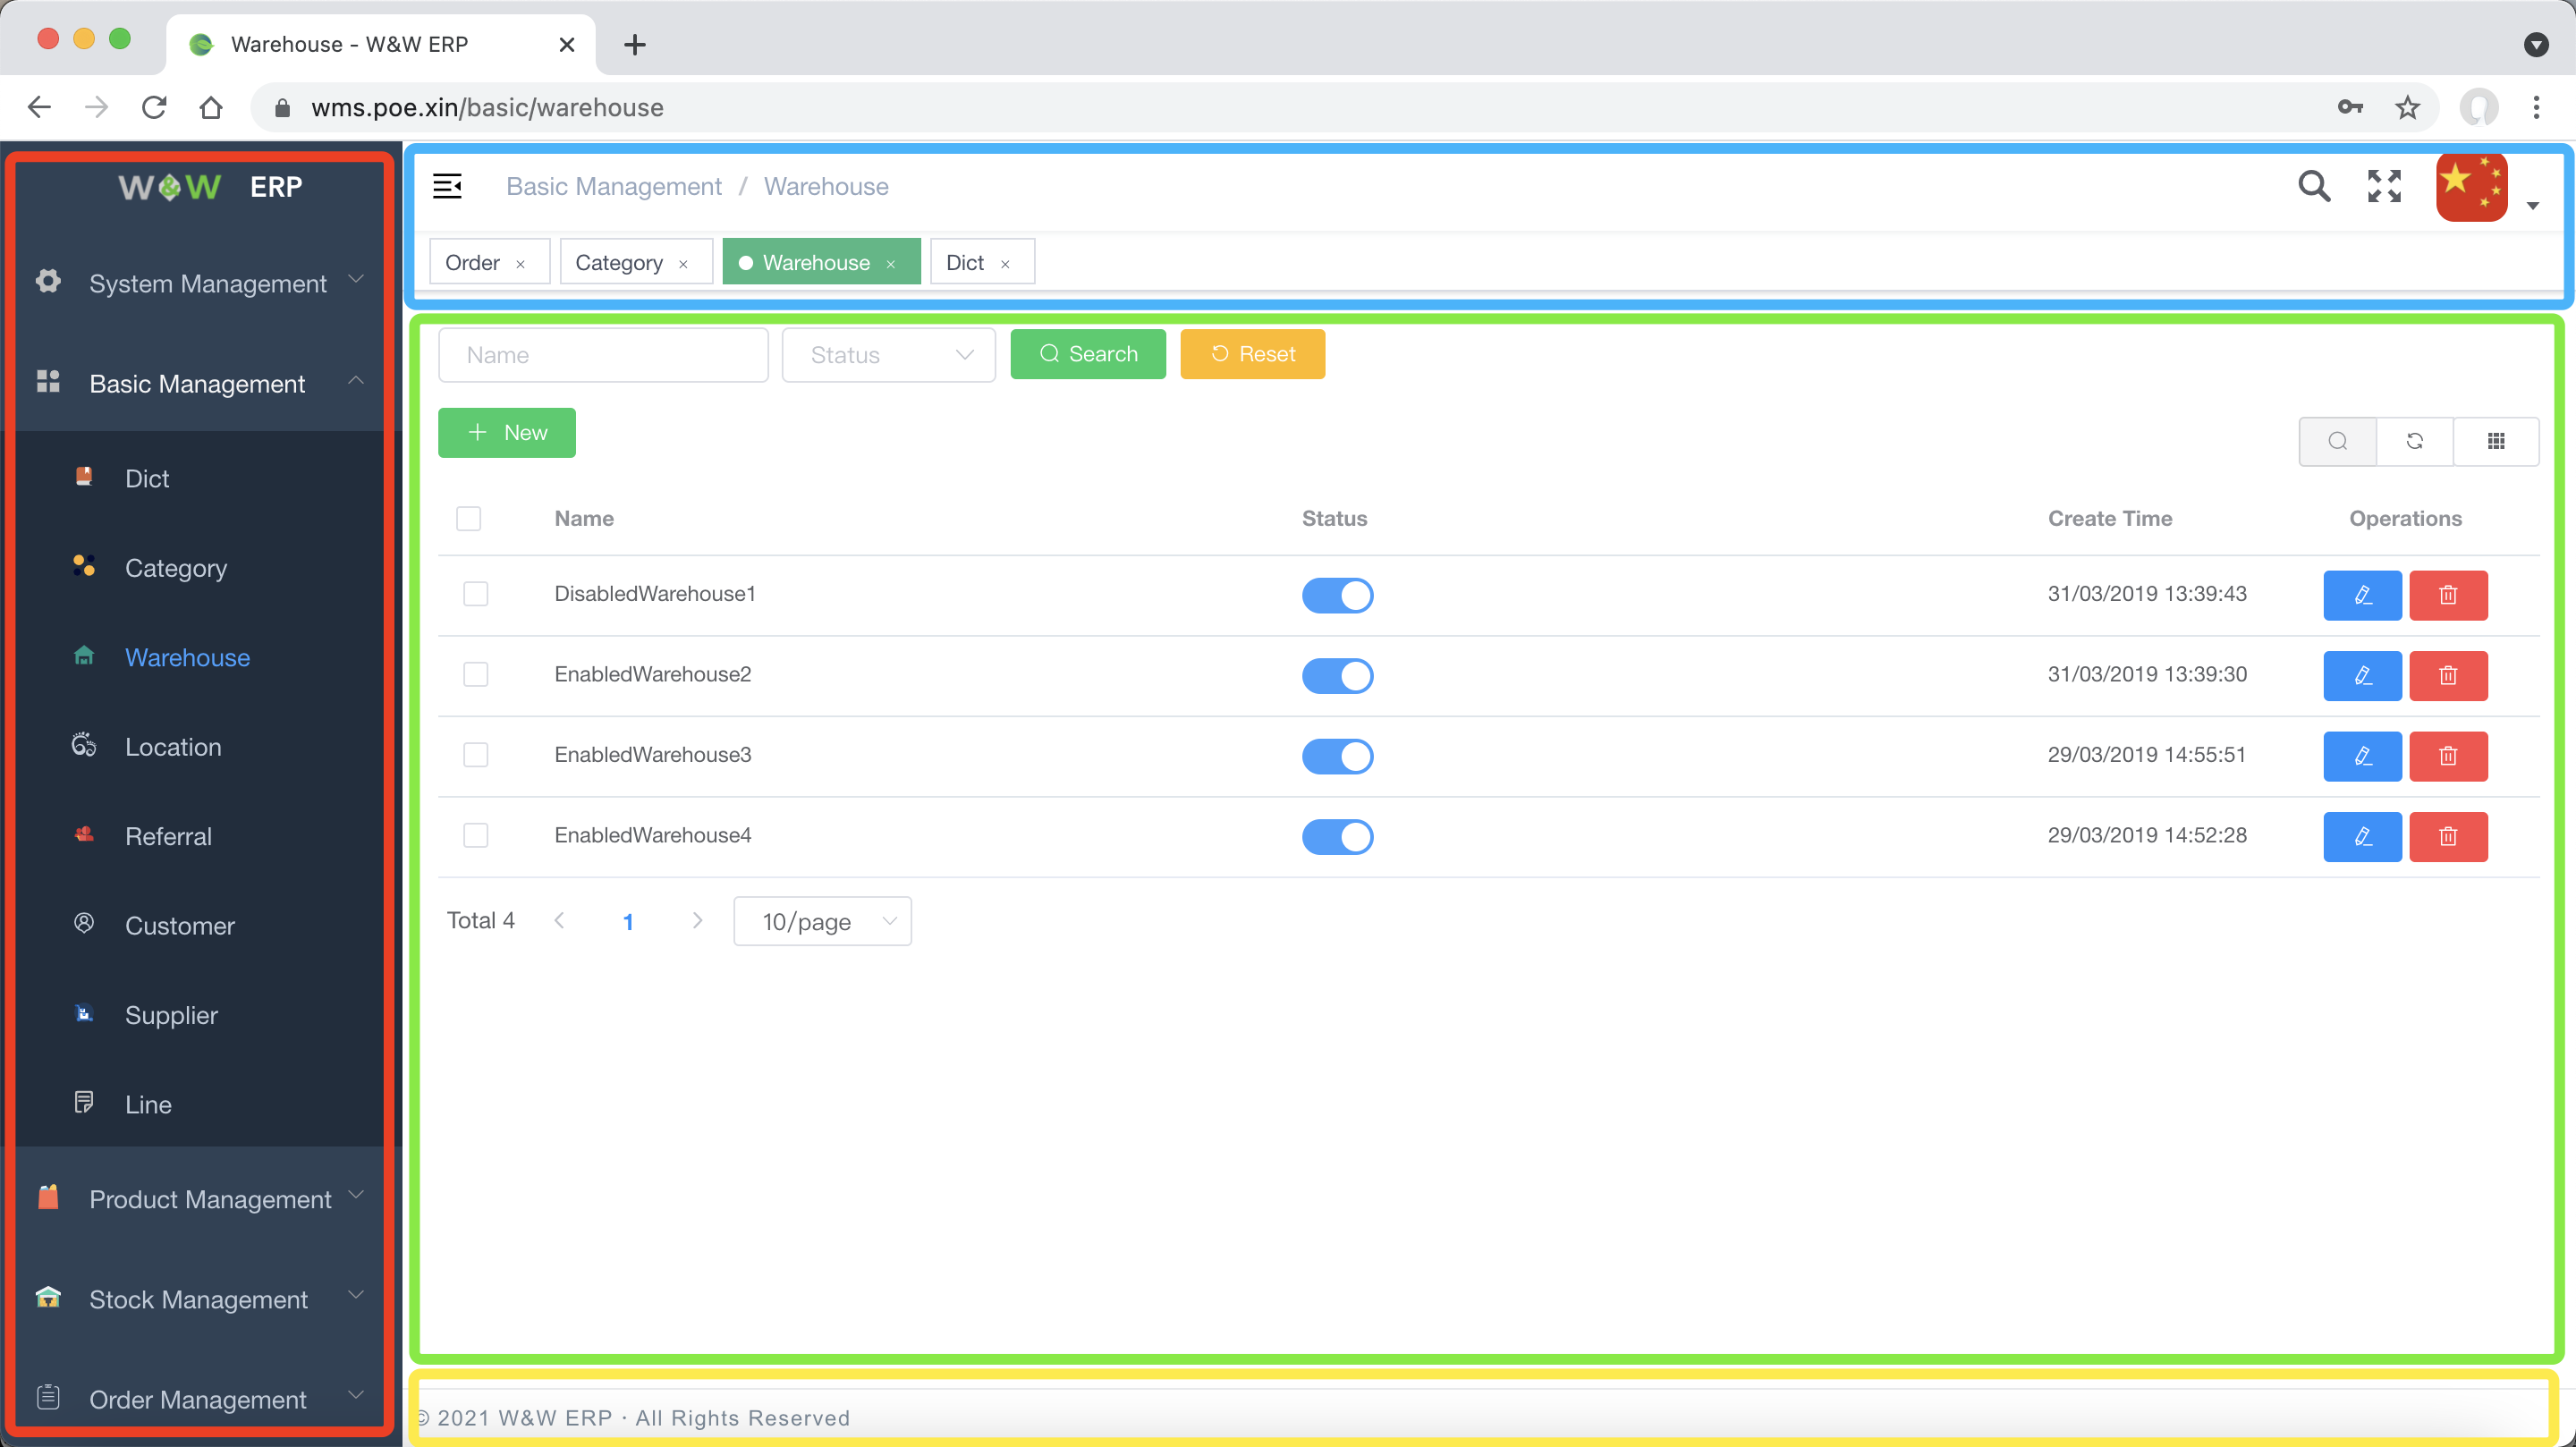 Warehouse - W&W ERP
wms.poe.xin/basic/warehouse
W&W ERP
System Management
Basic Management
Dict
Category
Warehouse
Location
Referral
Customer
Supplier
Line
Product Management
Stock Management
Order Management
Basic Management / Warehouse
Order × Category × Warehouse × Dict ×
Name Status Search Reset
+ New
Name Status Create Time Operations
DisabledWarehouse1 31/03/2019 13:39:43
EnabledWarehouse2 31/03/2019 13:39:30
EnabledWarehouse3 29/03/2019 14:55:51
EnabledWarehouse4 29/03/2019 14:52:28
Total 4 < 1 > 10/page
© 2021 W&W ERP · All Rights Reserved